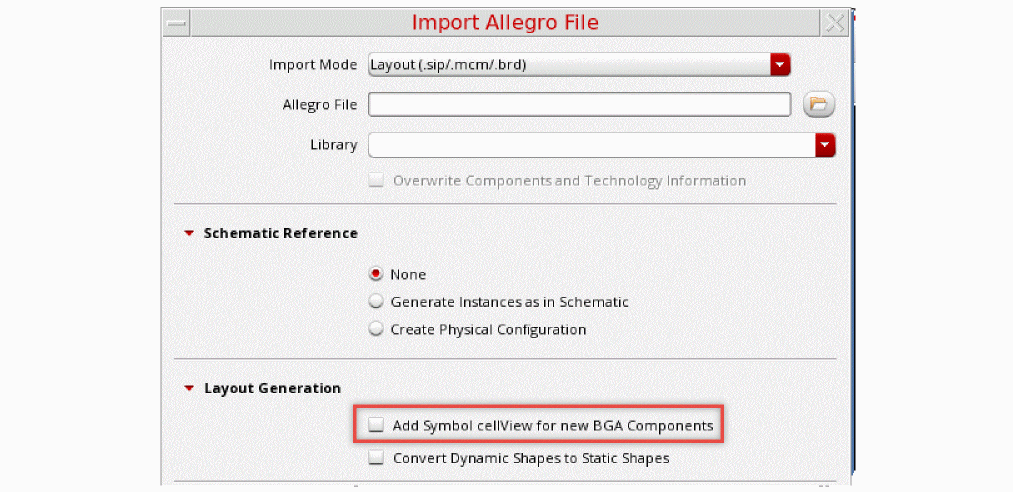 Import Allegro File
Import Mode Layout (.sip/.mcm/.brd)
Allegro File
Library
Overwrite Components and Technology Information
Schematic Reference
None
Generate Instances as in Schematic
Create Physical Configuration
Layout Generation
Add Symbol cellView for new BGA Components
Convert Dynamic Shapes to Static Shapes